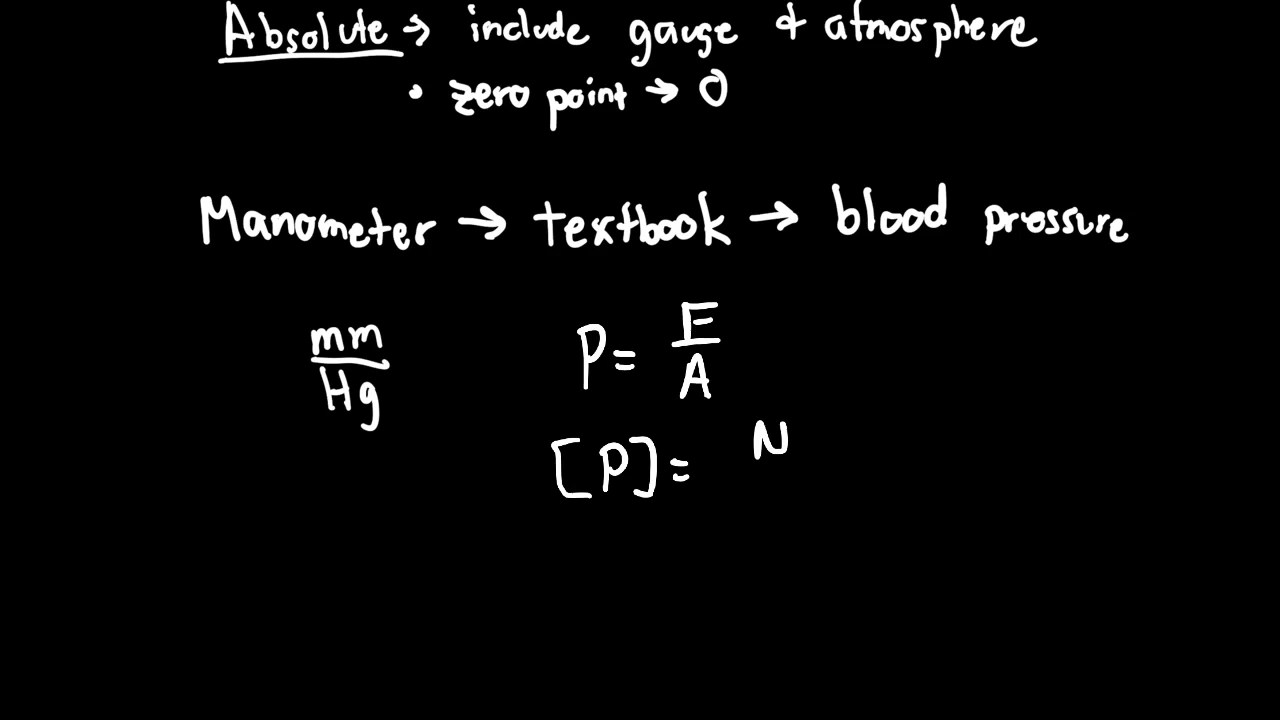 Absolute → include gauge & atmosphere
• zero point → 0
Manometer → textbook → blood pressure
mm
Hg
P = F
A
[P] = N